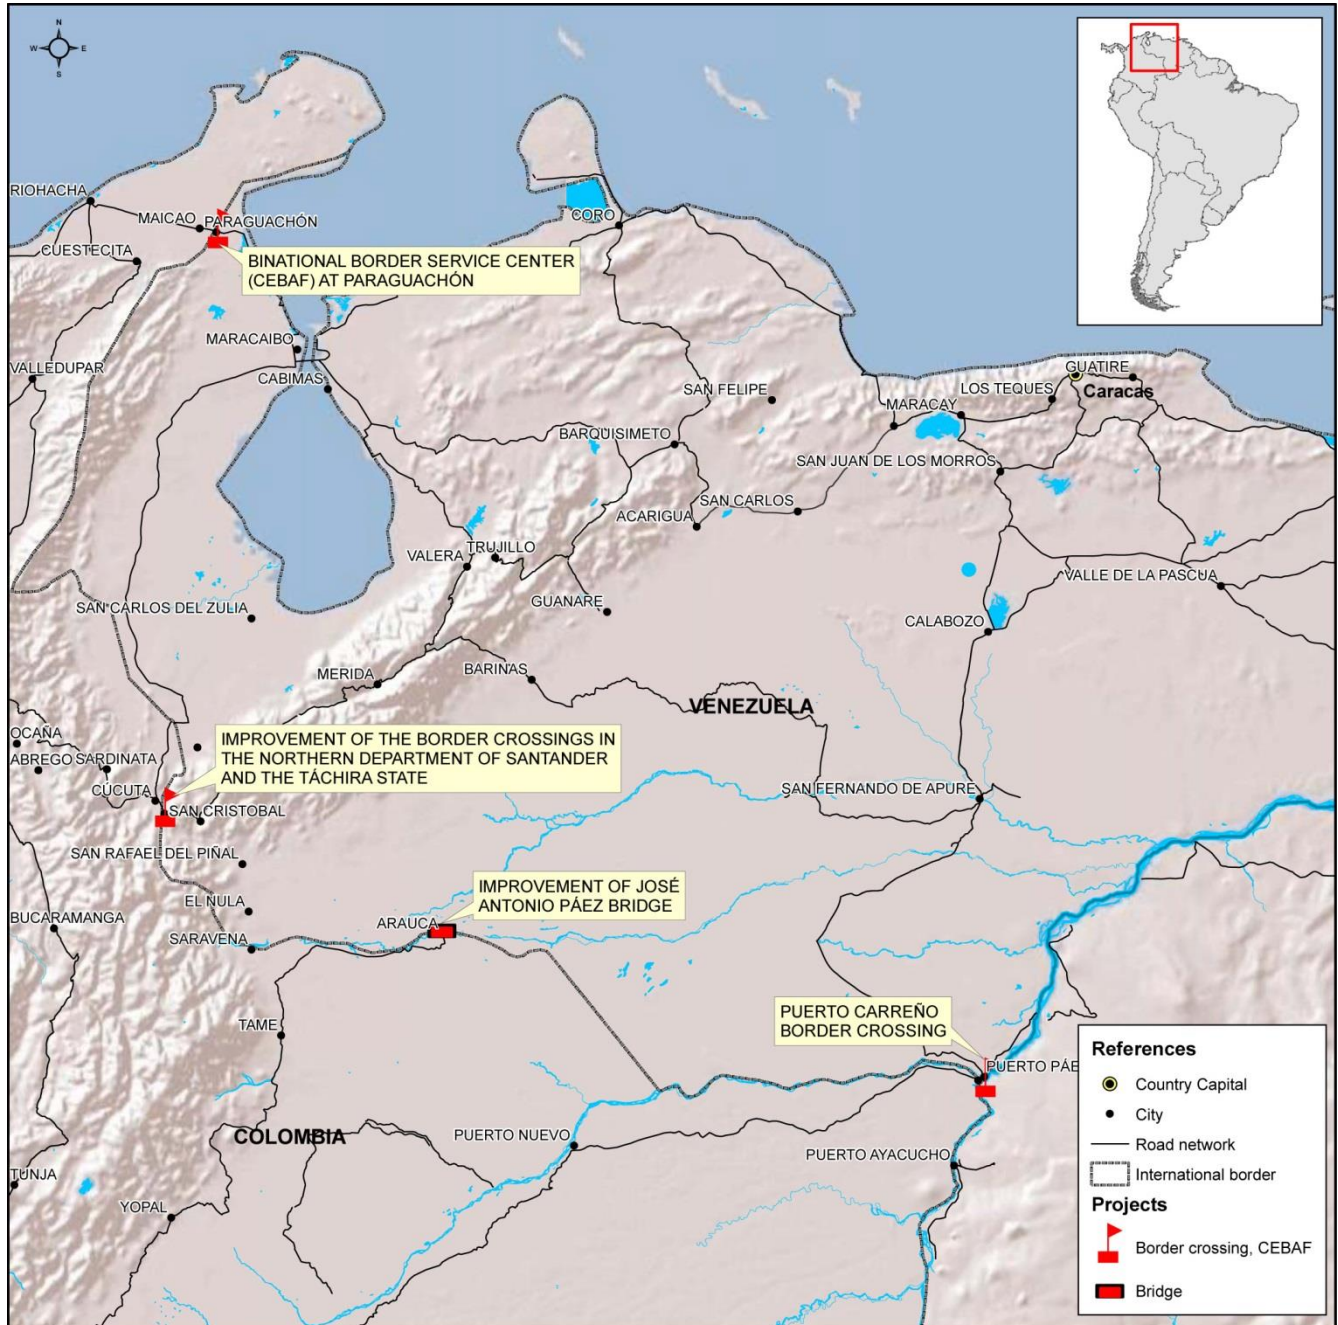 N
W E
S
RIOHACHA
MAICAO
PARAGUACHÓN
CUESTECITA
BINATIONAL BORDER SERVICE CENTER
(CEBAF) AT PARAGUACHÓN
CORO
MARACAIBO
CABIMAS
VALLEDUPAR
SAN FELIPE
GUATIRE
LOS TEQUES
Caracas
MARACAY
BARQUISIMETO
SAN JUAN DE LOS MORROS
SAN CARLOS
ACARIGUA
VALERA
TRUJILLO
VALLE DE LA PASCUA
GUANARE
SAN CARLOS DEL ZULIA
CALABOZO
MERIDA
BARINAS
VENEZUELA
OCAÑA
ABREGO
SARDINATA
IMPROVEMENT OF THE BORDER CROSSINGS IN
THE NORTHERN DEPARTMENT OF SANTANDER
AND THE TÁCHIRA STATE
CÚCUTA
SAN CRISTOBAL
SAN FERNANDO DE APURE
SAN RAFAEL DEL PIÑAL
EL NULA
IMPROVEMENT OF JOSÉ
ANTONIO PÁEZ BRIDGE
BUCARAMANGA
ARAUCA
SARAVENA
TAME
PUERTO CARREÑO
BORDER CROSSING
PUERTO PÁE
COLOMBIA
PUERTO NUEVO
PUERTO AYACUCHO
TUNJA
YOPAL
References
Country Capital
City
Road network
International border
Projects
Border crossing, CEBAF
Bridge